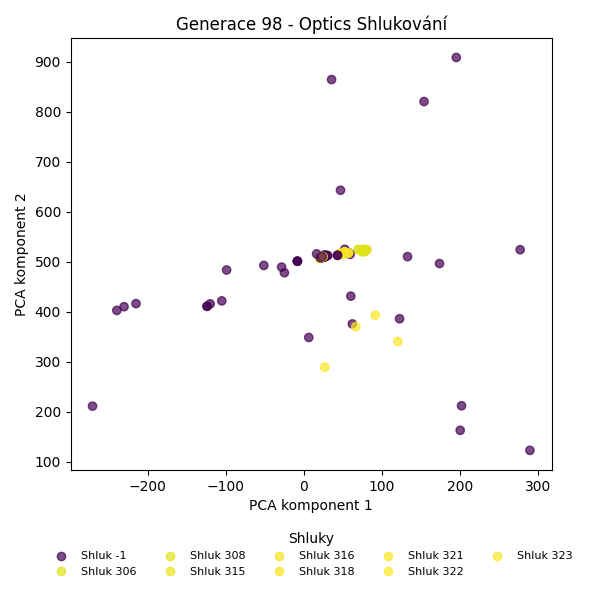 Generace 98 - Optics Shlukování
900
800
700
600
500
400
300
200
100
PCA komponent 2
−200 −100 0 100 200 300
PCA komponent 1
Shluky
Shluk -1 Shluk 308 Shluk 316 Shluk 321 Shluk 323
Shluk 306 Shluk 315 Shluk 318 Shluk 322